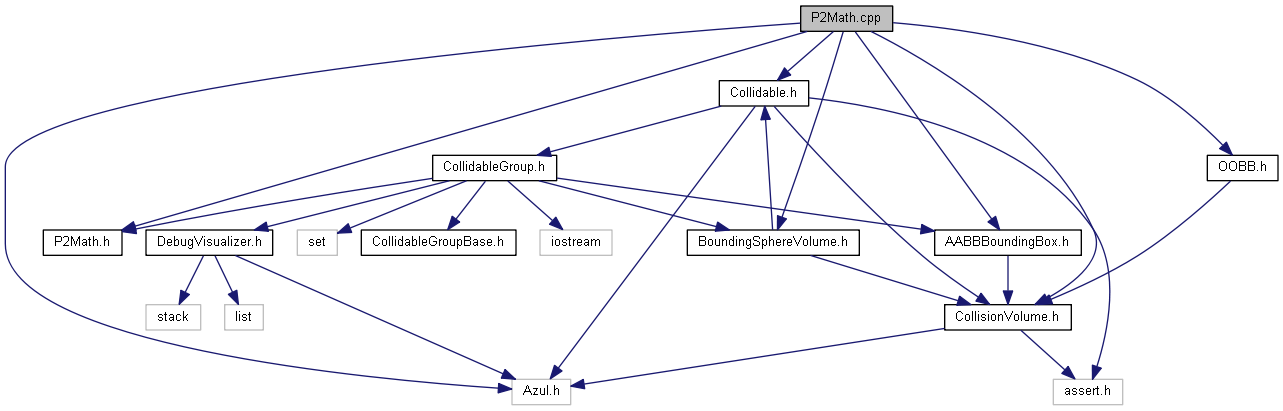 P2Math.cpp
Collidable.h
CollidableGroup.h
OOBB.h
P2Math.h
DebugVisualizer.h
set
CollidableGroupBase.h
iostream
BoundingSphereVolume.h
AABBBoundingBox.h
stack
list
CollisionVolume.h
Azul.h
assert.h